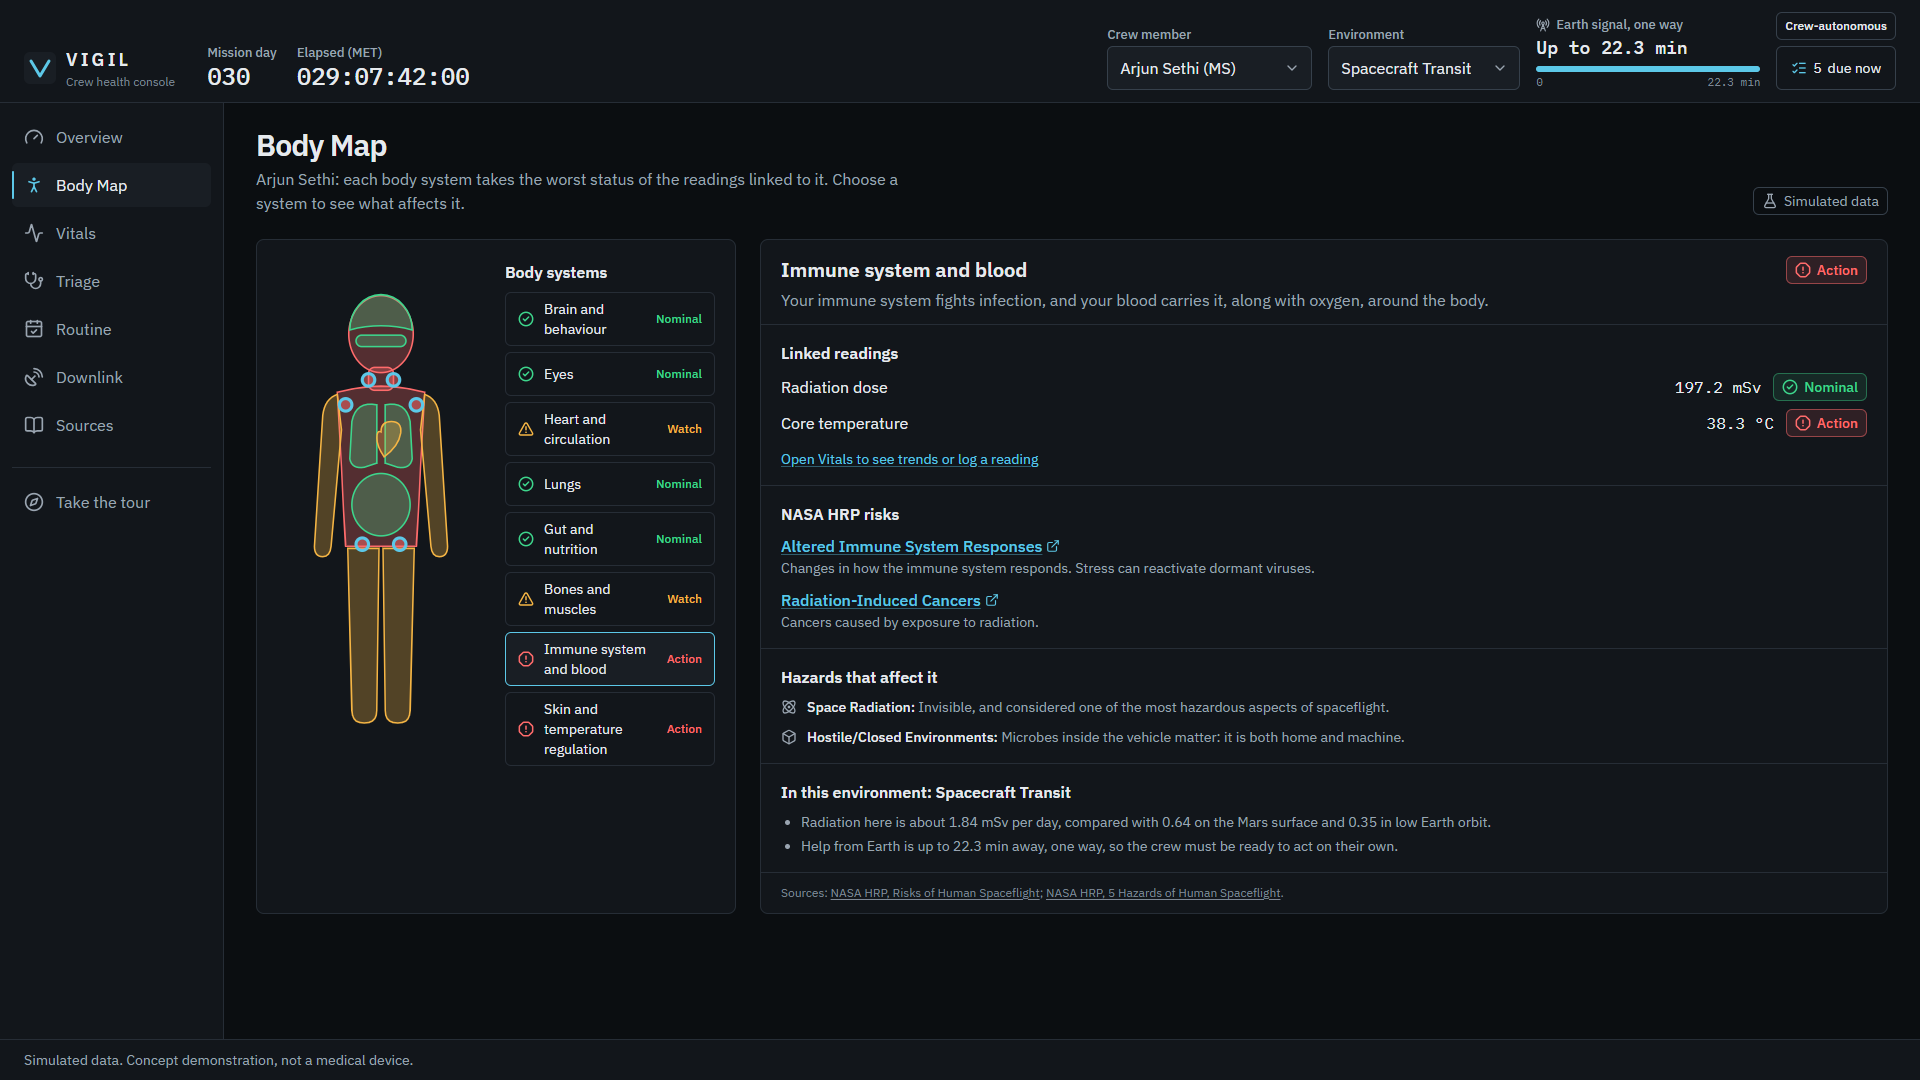 VIGIL
Crew health console
Mission day
030
Elapsed (MET)
029:07:42:00
Crew member
Arjun Sethi (MS)
Environment
Spacecraft Transit
Earth signal, one way
Up to 22.3 min
0
22.3 min
Crew-autonomous
5 due now
Overview
Body Map
Vitals
Triage
Routine
Downlink
Sources
Take the tour
Body Map
Arjun Sethi: each body system takes the worst status of the readings linked to it. Choose a
system to see what affects it.
Simulated data
Body systems
Brain and
behaviour
Nominal
Eyes
Nominal
Heart and
circulation
Watch
Lungs
Nominal
Gut and
nutrition
Nominal
Bones and
muscles
Watch
Immune system
and blood
Action
Skin and
temperature
regulation
Action
Immune system and blood
Action
Your immune system fights infection, and your blood carries it, along with oxygen, around the body.
Linked readings
Radiation dose
197.2 mSv
Nominal
Core temperature
38.3 °C
Action
Open Vitals to see trends or log a reading
NASA HRP risks
Altered Immune System Responses
Changes in how the immune system responds. Stress can reactivate dormant viruses.
Radiation-Induced Cancers
Cancers caused by exposure to radiation.
Hazards that affect it
Space Radiation: Invisible, and considered one of the most hazardous aspects of spaceflight.
Hostile/Closed Environments: Microbes inside the vehicle matter: it is both home and machine.
In this environment: Spacecraft Transit
• Radiation here is about 1.84 mSv per day, compared with 0.64 on the Mars surface and 0.35 in low Earth orbit.
• Help from Earth is up to 22.3 min away, one way, so the crew must be ready to act on their own.
Sources: NASA HRP, Risks of Human Spaceflight; NASA HRP, 5 Hazards of Human Spaceflight.
Simulated data. Concept demonstration, not a medical device.